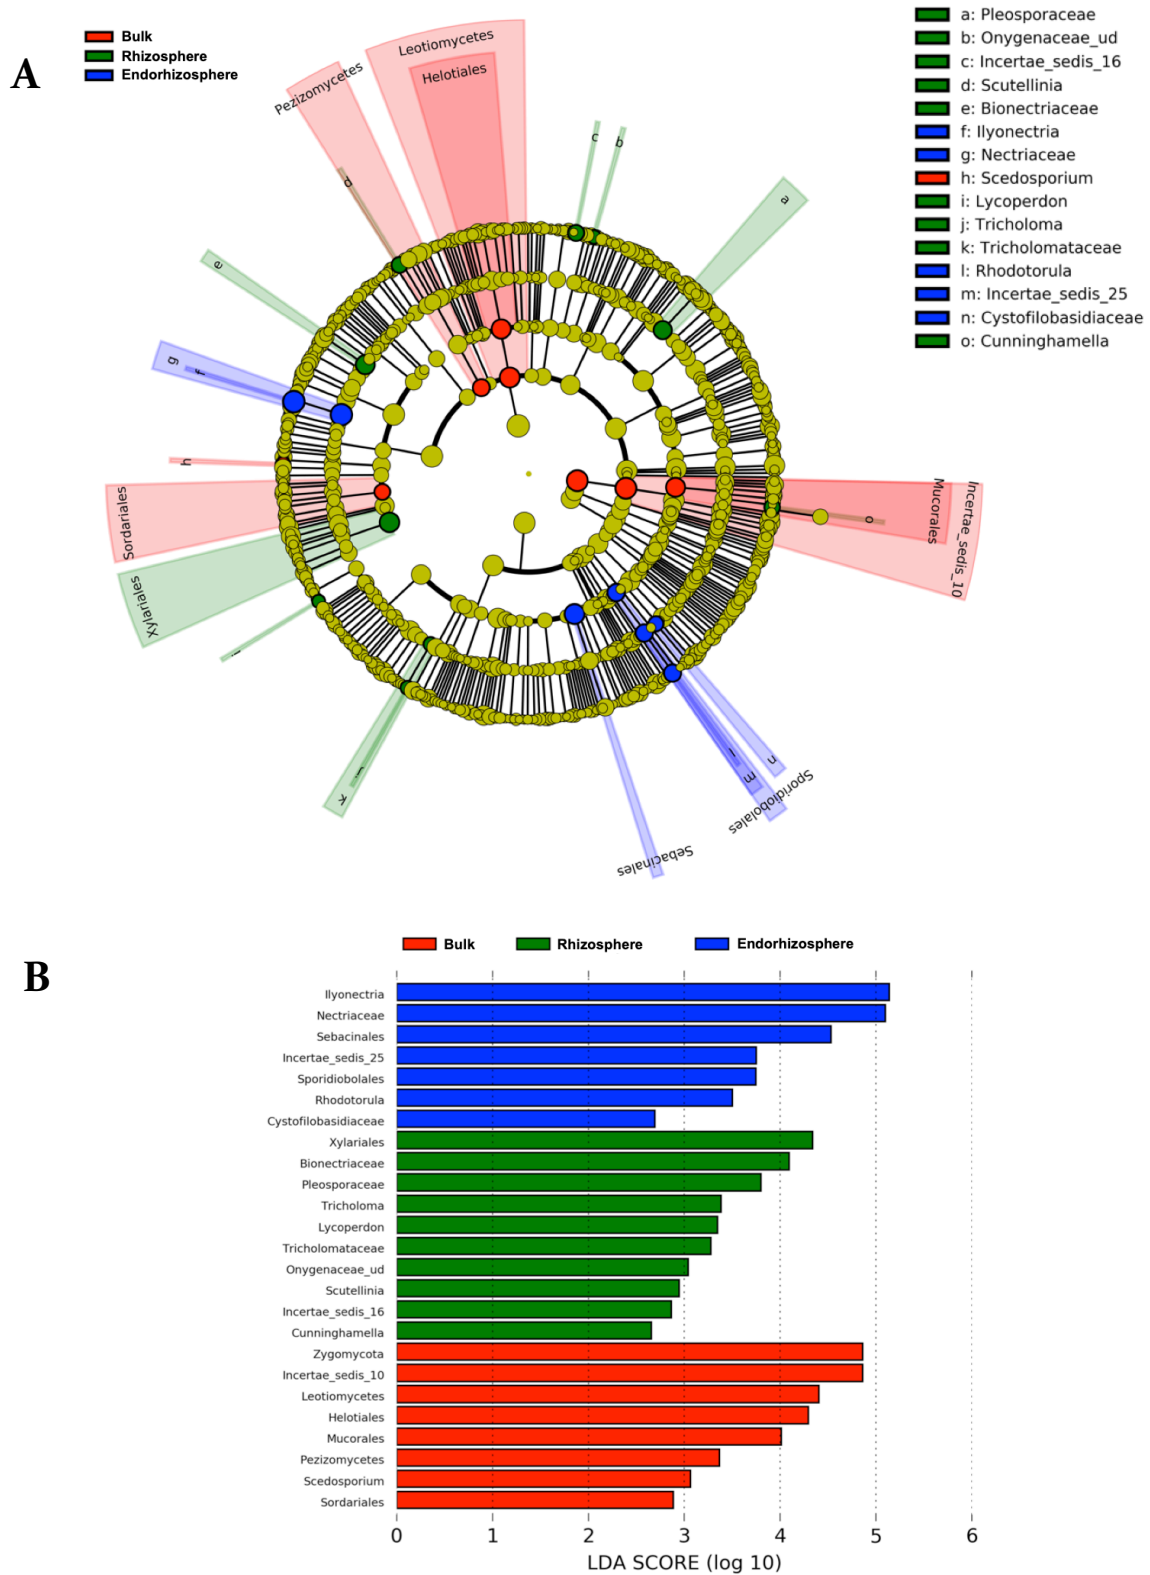 A
Bulk
Rhizosphere
Endorhizosphere
a: Pleosporaceae
b: Onygenaceae_ud
c: Incertae_sedis_16
d: Scutellinia
e: Bionectriaceae
f: Ilyonectria
g: Nectriaceae
h: Scedosporium
i: Lycoperdon
j: Tricholoma
k: Tricholomataceae
l: Rhodotorula
m: Incertae_sedis_25
n: Cystofilobasidiaceae
o: Cunninghamella
Leotiomycetes
Helotiales
Pezizomycetes
c
b
d
a
e
g
f
h
Sordariales
Mucorales
Incertae_sedis_10
o
Xylariales
i
j
k
l
m
n
Sporidiobolales
Sebacinales
B
Bulk
Rhizosphere
Endorhizosphere
Ilyonectria
Nectriaceae
Sebacinales
Incertae_sedis_25
Sporidiobolales
Rhodotorula
Cystofilobasidiaceae
Xylariales
Bionectriaceae
Pleosporaceae
Tricholoma
Lycoperdon
Tricholomataceae
Onygenaceae_ud
Scutellinia
Incertae_sedis_16
Cunninghamella
Zygomycota
Incertae_sedis_10
Leotiomycetes
Helotiales
Mucorales
Pezizomycetes
Scedosporium
Sordariales
0 1 2 3 4 5 6
LDA SCORE (log 10)